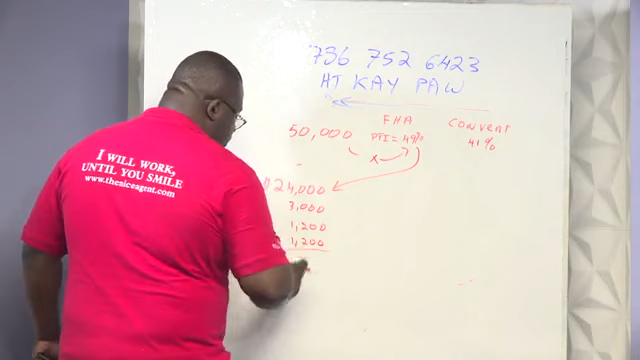 736 752 6423
HT KAY PAW
FHA
CONVENT
50,000
PTI = 49%
41%
X
24,000
3,000
1,200
1,200
I WILL WORK,
UNTIL YOU SMILE
www.theniceagent.com